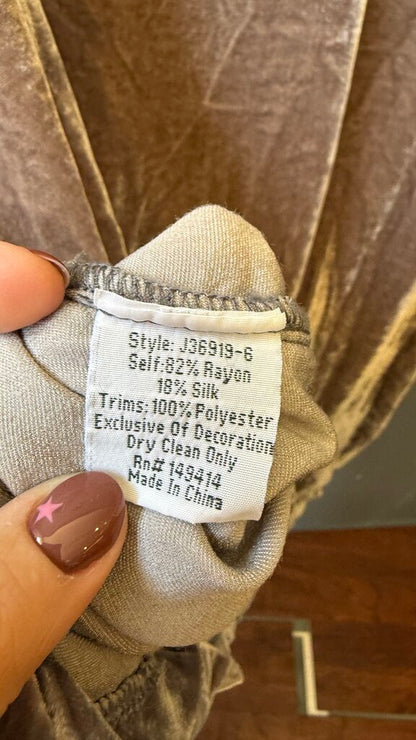 Style: J36919-6
Self:82% Rayon
18% Silk
Trims: 100% Polyester
Exclusive Of Decoration
Dry Clean Only
Rn# 149414
Made In China